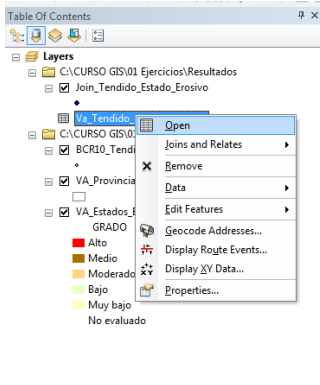 Table Of Contents
Layers
C:\CURSO GIS\01 Ejercicios\Resultados
Join_Tendido_Estado_Erosivo
Va_Tendido_
C:\CURSO GIS\0
BCR10_Tendi
VA_Provincia
VA_Estados_E
GRADO
Alto
Medio
Moderado
Bajo
Muy bajo
No evaluado
Open
Joins and Relates
Remove
Data
Edit Features
Geocode Addresses...
Display Route Events...
Display XY Data...
Properties...